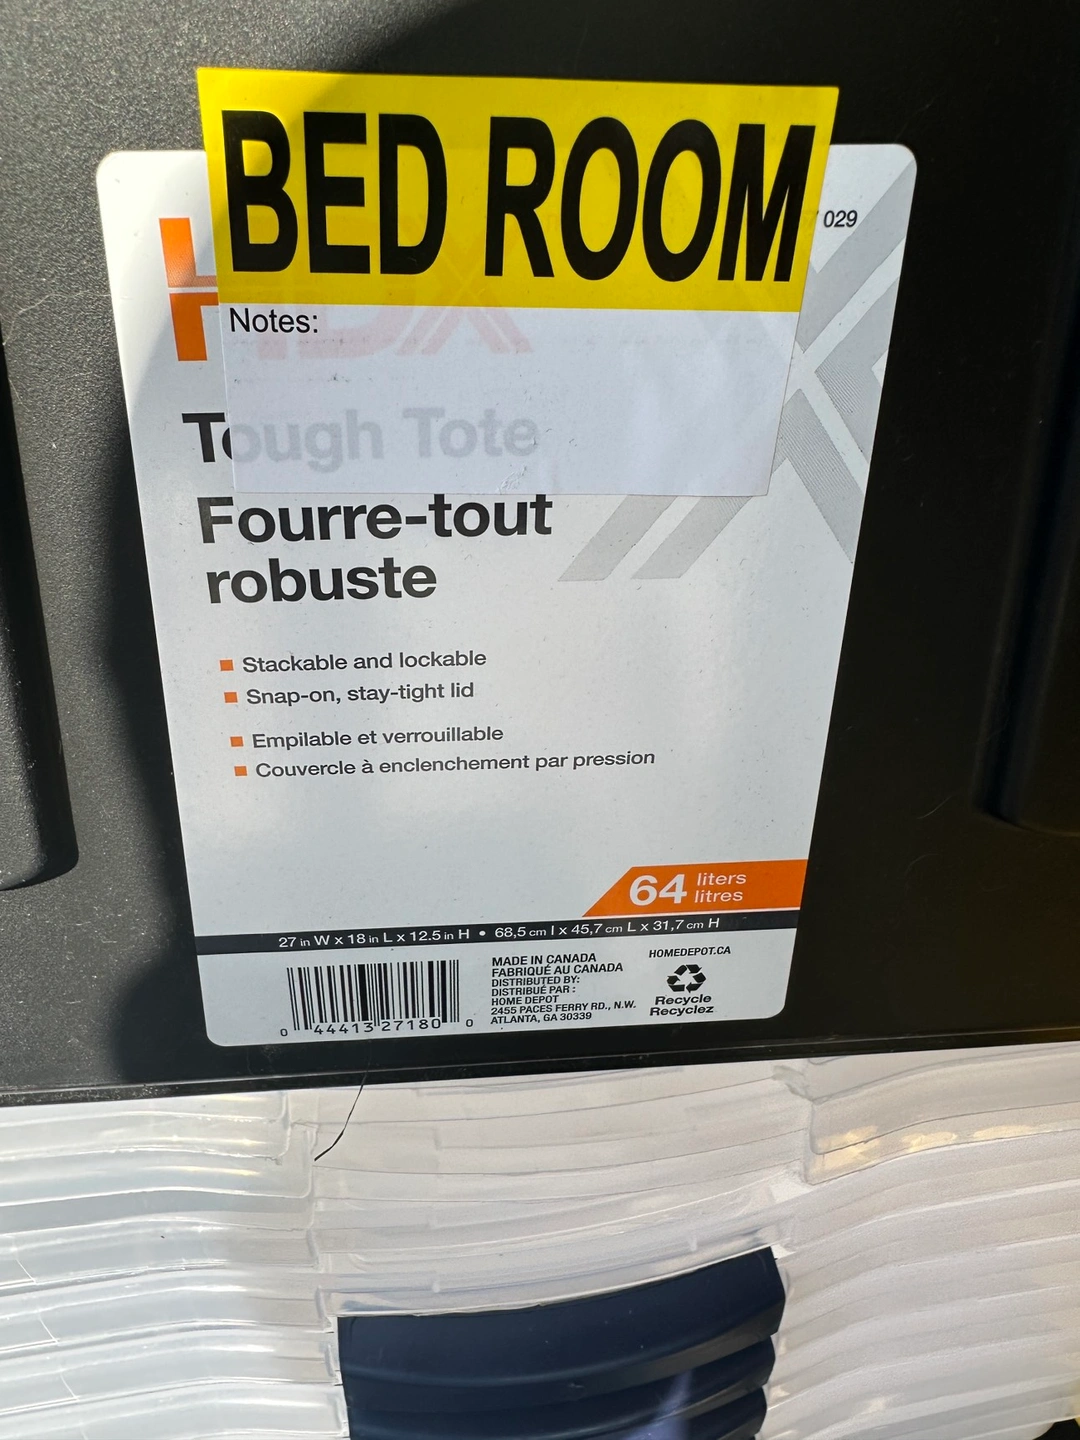 BED ROOM
029
Notes:
HDX
Tough Tote
Fourre-tout
robuste
Stackable and lockable
Snap-on, stay-tight lid
Empilable et verrouillable
Couvercle à enclenchement par pression
64 liters
litres
27 in W x 18 in L x 12.5 in H • 68,5 cm l x 45,7 cm L x 31,7 cm H
MADE IN CANADA
FABRIQUÉ AU CANADA
DISTRIBUTED BY:
DISTRIBUÉ PAR :
HOME DEPOT
2455 PACES FERRY RD., N.W.
ATLANTA, GA 30339
HOMEDEPOT.CA
Recycle
Recyclez
0 44413 27180 0